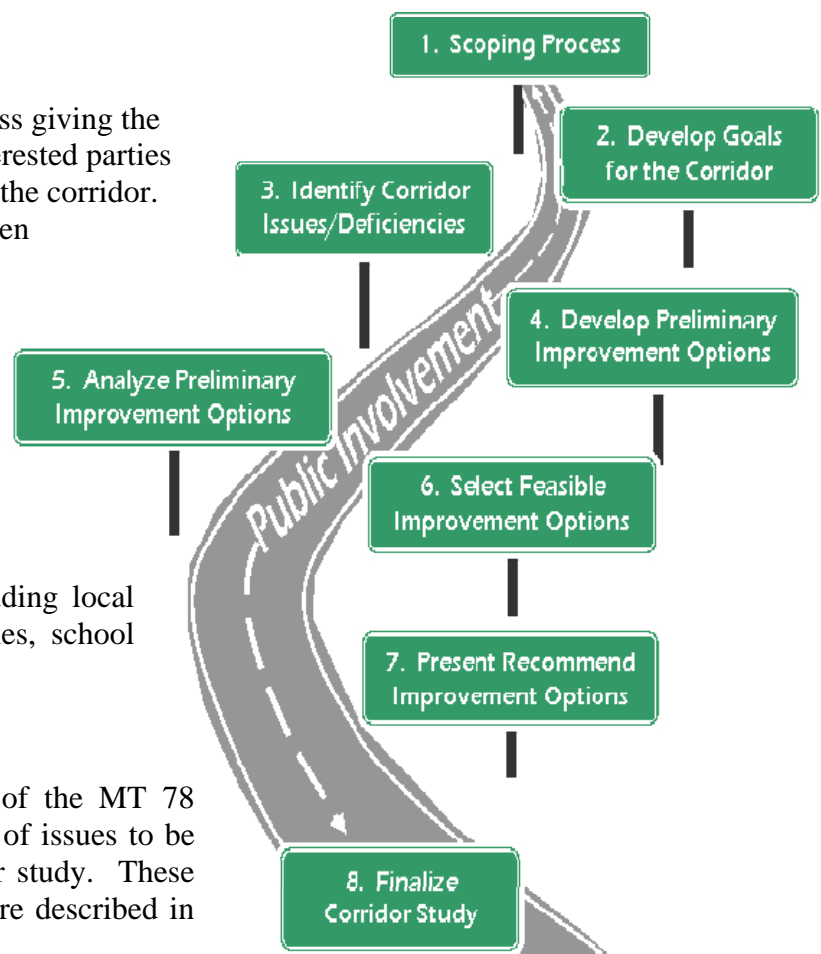 1. Scoping Process
ss giving the
erested parties
the corridor.
en
2. Develop Goals
for the Corridor
3. Identify Corridor
Issues/Deficiencies
4. Develop Preliminary
Improvement Options
5. Analyze Preliminary
Improvement Options
Public Involvement
6. Select Feasible
Improvement Options
ding local
es, school
7. Present Recommend
Improvement Options
of the MT 78
of issues to be
r study. These
re described in
8. Finalize
Corridor Study